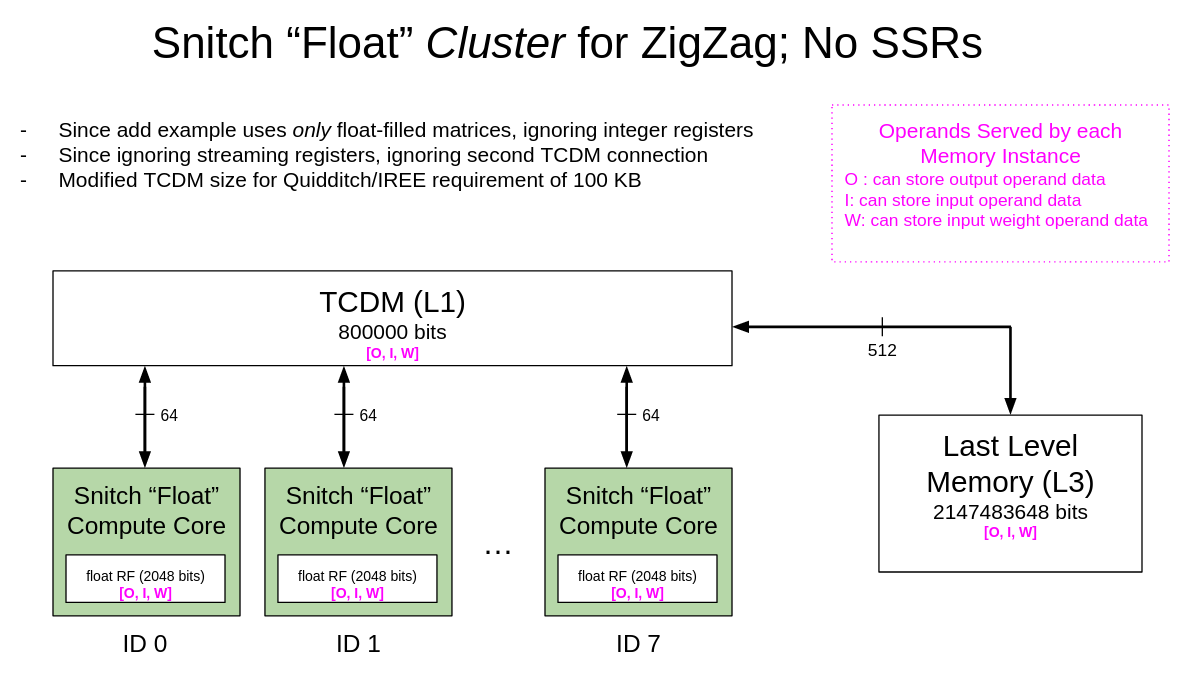 Snitch “Float” Cluster for ZigZag; No SSRs
- Since add example uses only float-filled matrices, ignoring integer registers
- Since ignoring streaming registers, ignoring second TCDM connection
- Modified TCDM size for Quidditch/IREE requirement of 100 KB
Operands Served by each
Memory Instance
O : can store output operand data
I: can store input operand data
W: can store input weight operand data
TCDM (L1)
800000 bits
[O, I, W]
512
64
64
64
Last Level
Memory (L3)
2147483648 bits
[O, I, W]
Snitch “Float”
Compute Core
float RF (2048 bits)
[O, I, W]
ID 0
Snitch “Float”
Compute Core
float RF (2048 bits)
[O, I, W]
ID 1
...
Snitch “Float”
Compute Core
float RF (2048 bits)
[O, I, W]
ID 7